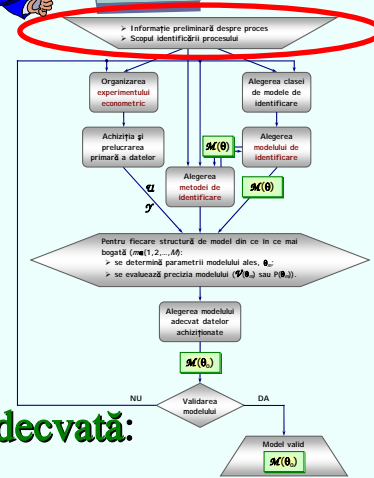 ➢ Informație preliminară despre proces
➢ Scopul identificării procesului
Organizarea
experimentului
econometric
Alegerea clasei
de modele de
identificare
Achiziția și
prelucrarea
primară a datelor
ℳ(θ)
Alegerea
modelului de
identificare
Alegerea
metodei de
identificare
ℳ(θ)
𝒰
𝒴
Pentru fiecare structură de model din ce în ce mai
bogată (m∈{1,2,...,M}):
➢ se determină parametrii modelului ales, θₘ;
➢ se evaluează precizia modelului (𝒱(θₘ) sau P(θₘ)).
Alegerea modelului
adecvat datelor
achiziționate
ℳ(θ₀)
NU
Validarea
modelului
DA
decvată:
Model valid
ℳ(θ₀)